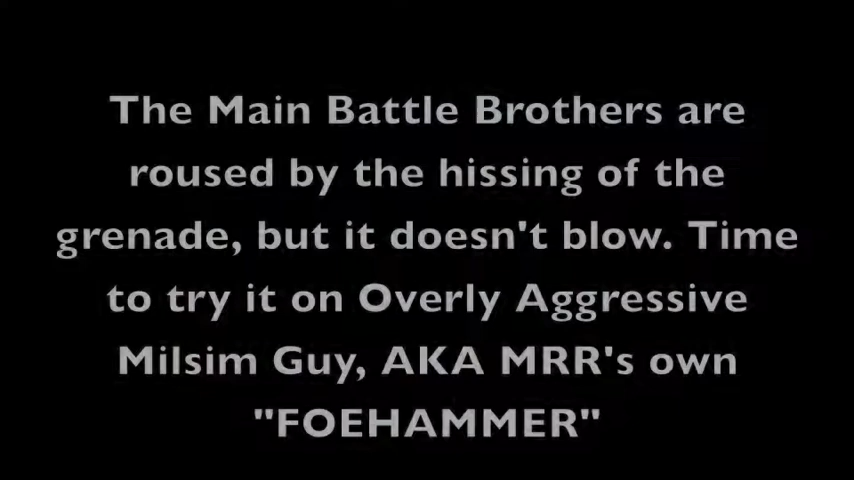 The Main Battle Brothers are
roused by the hissing of the
grenade, but it doesn't blow. Time
to try it on Overly Aggressive
Milsim Guy, AKA MRR's own
"FOEHAMMER"